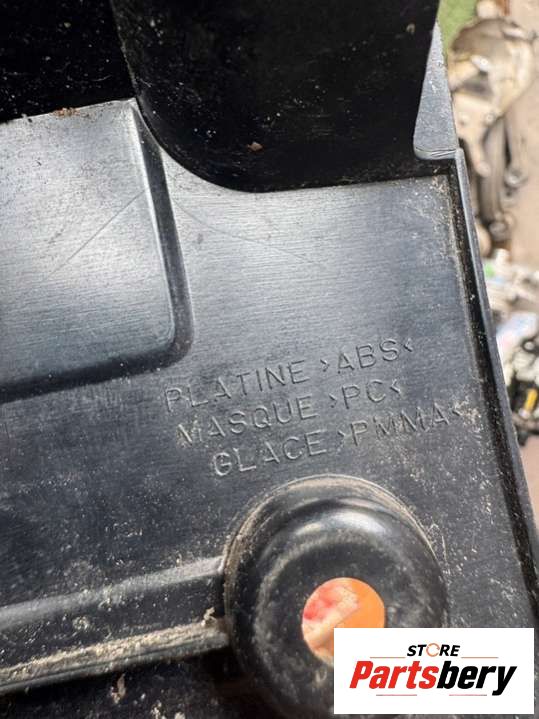 PLATINE >ABS<
MASQUE >PC<
GLACE >PMMA<
STORE
Partsbery